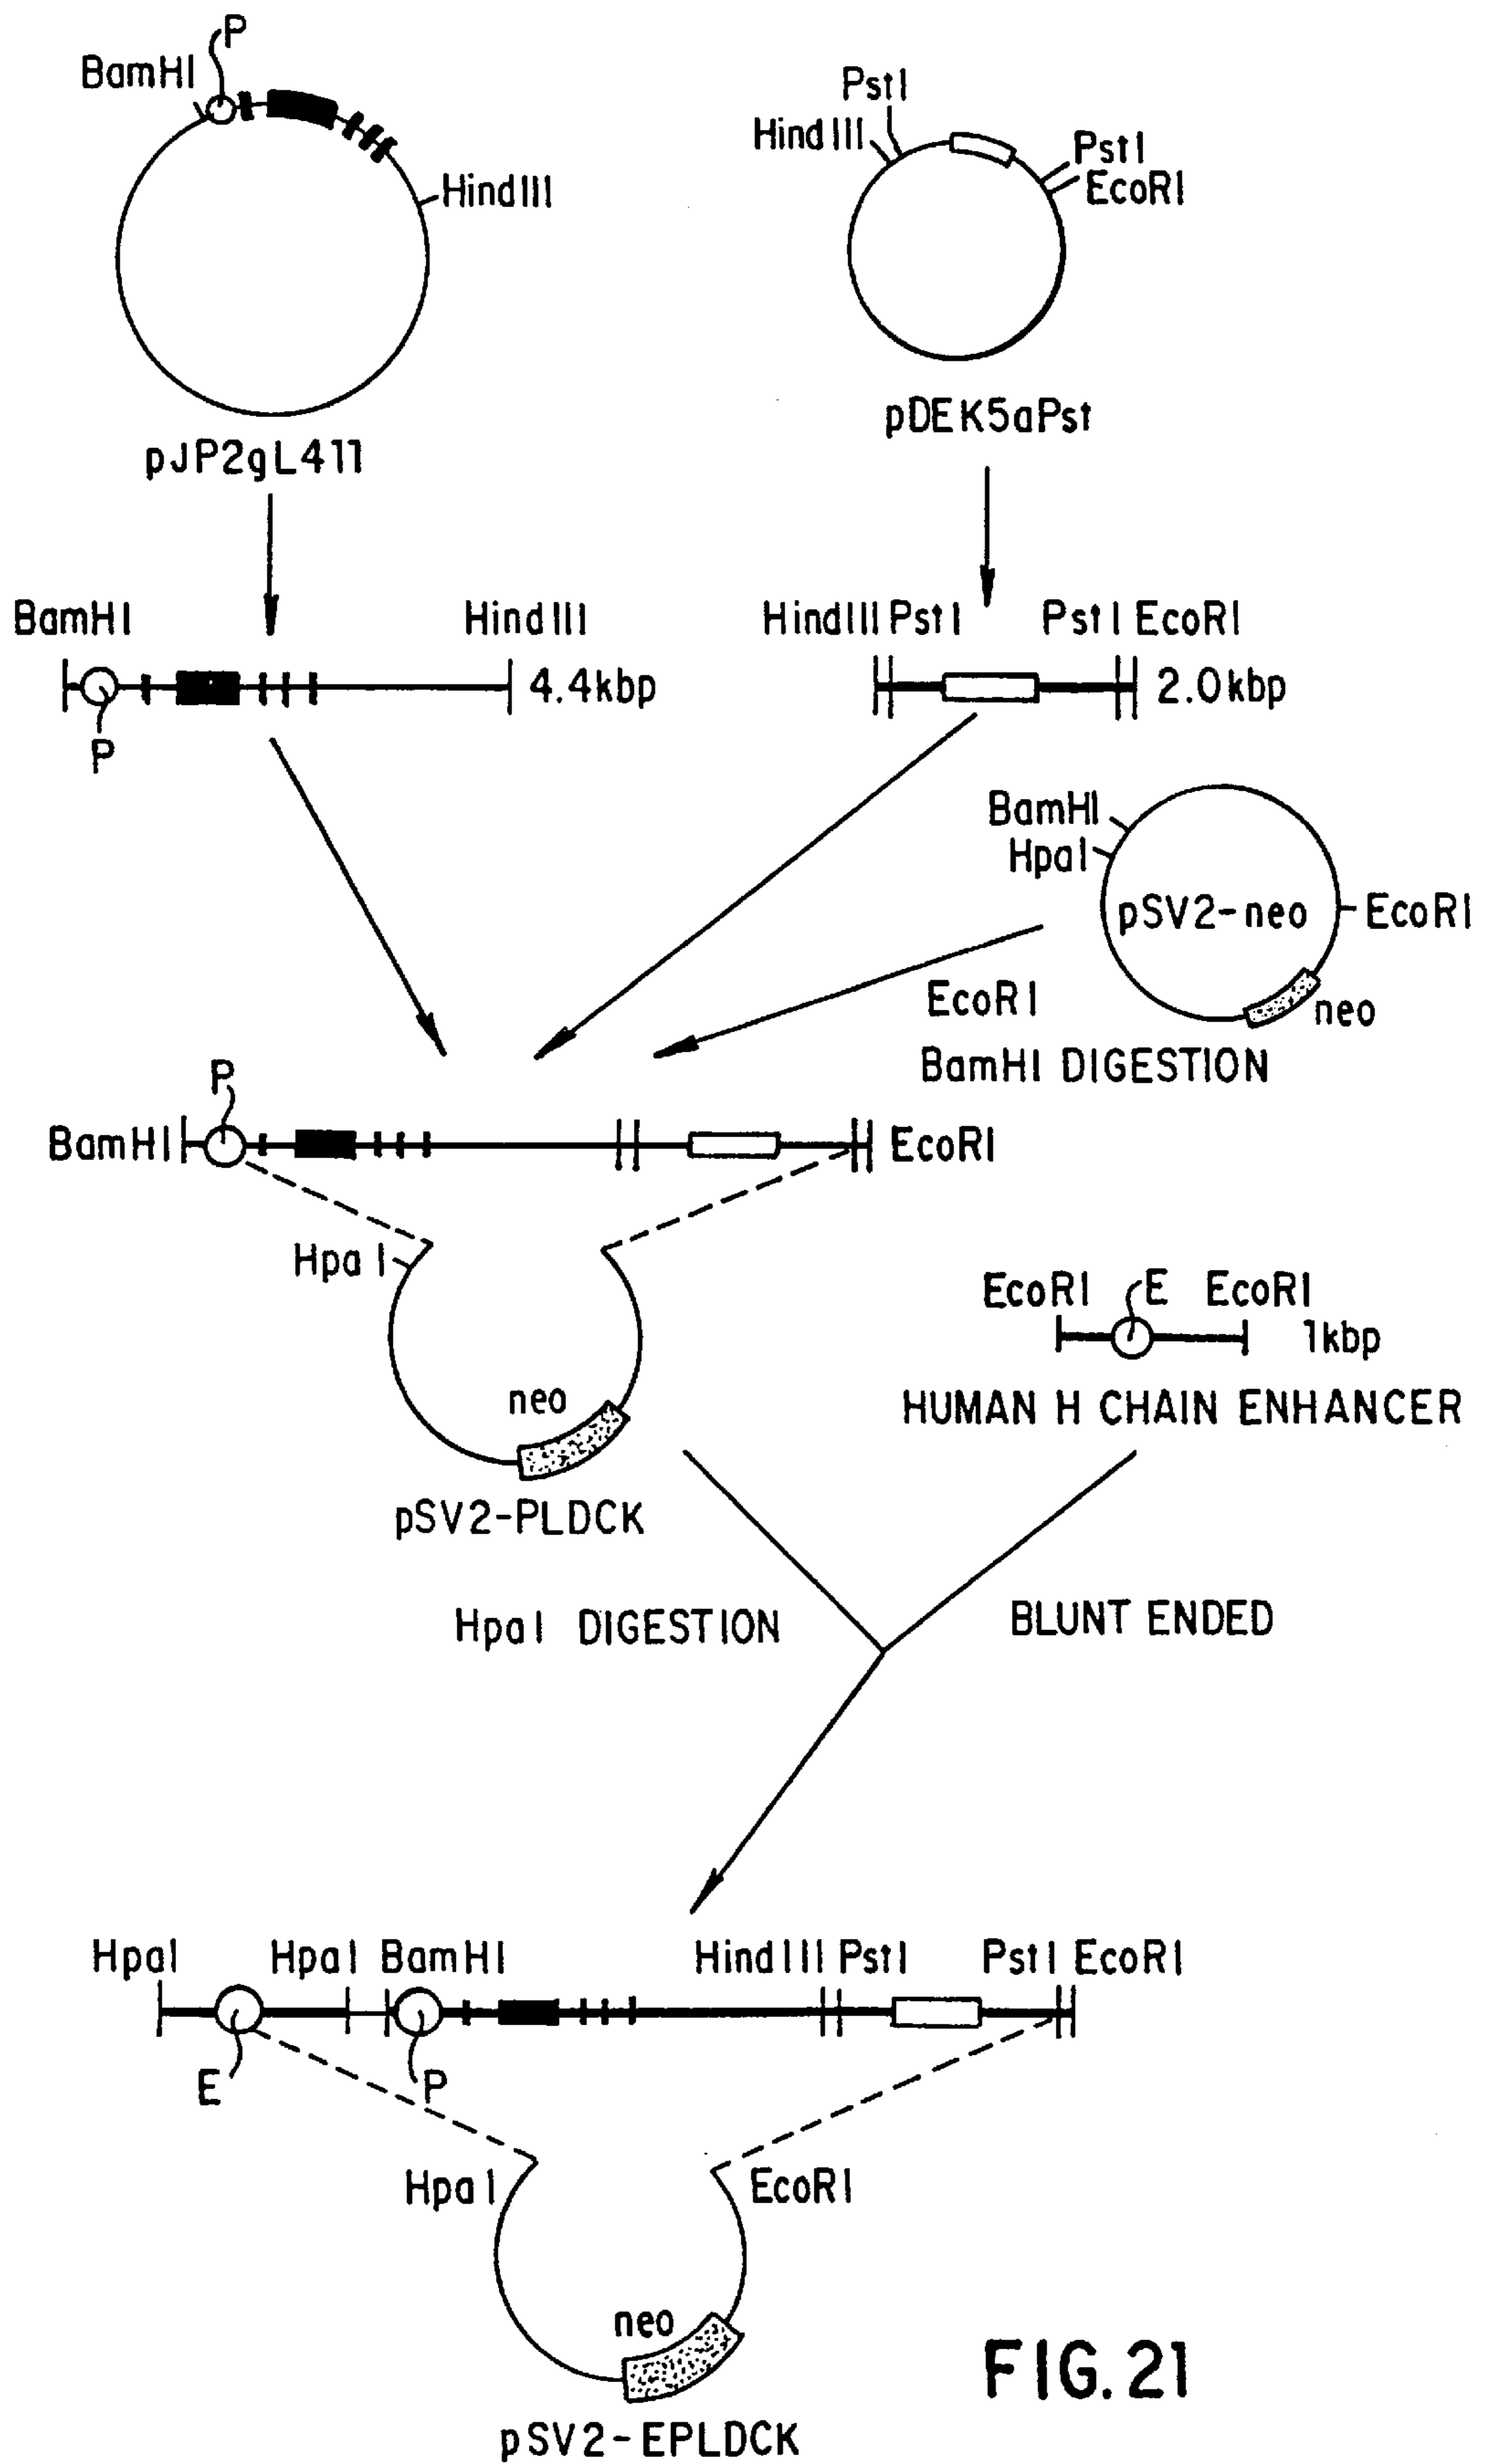 P
BamHI
HindIII
pJP2gL411
PstI
HindIII
PstI
EcoRI
pDEK5aPst
BamHI
HindIII
4.4kbp
P
HindIII PstI
PstI EcoRI
2.0kbp
BamHI
HpaI
pSV2-neo
EcoRI
neo
EcoRI
BamHI DIGESTION
P
BamHI
EcoRI
HpaI
neo
pSV2-PLDCK
EcoRI
E
EcoRI
1kbp
HUMAN H CHAIN ENHANCER
HpaI DIGESTION
BLUNT ENDED
HpaI
HpaI
BamHI
HindIII PstI
PstI EcoRI
E
P
HpaI
EcoRI
neo
pSV2-EPLDCK
FIG. 21